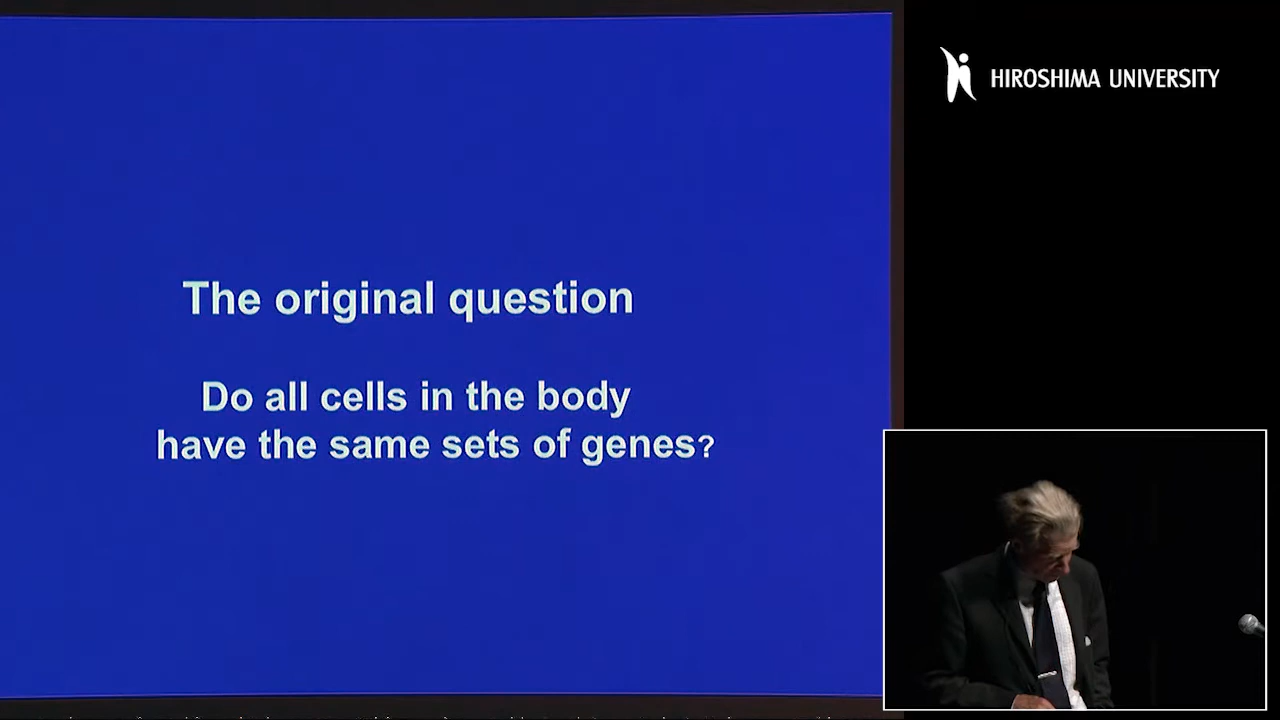 HIROSHIMA UNIVERSITY
The original question
Do all cells in the body
have the same sets of genes?